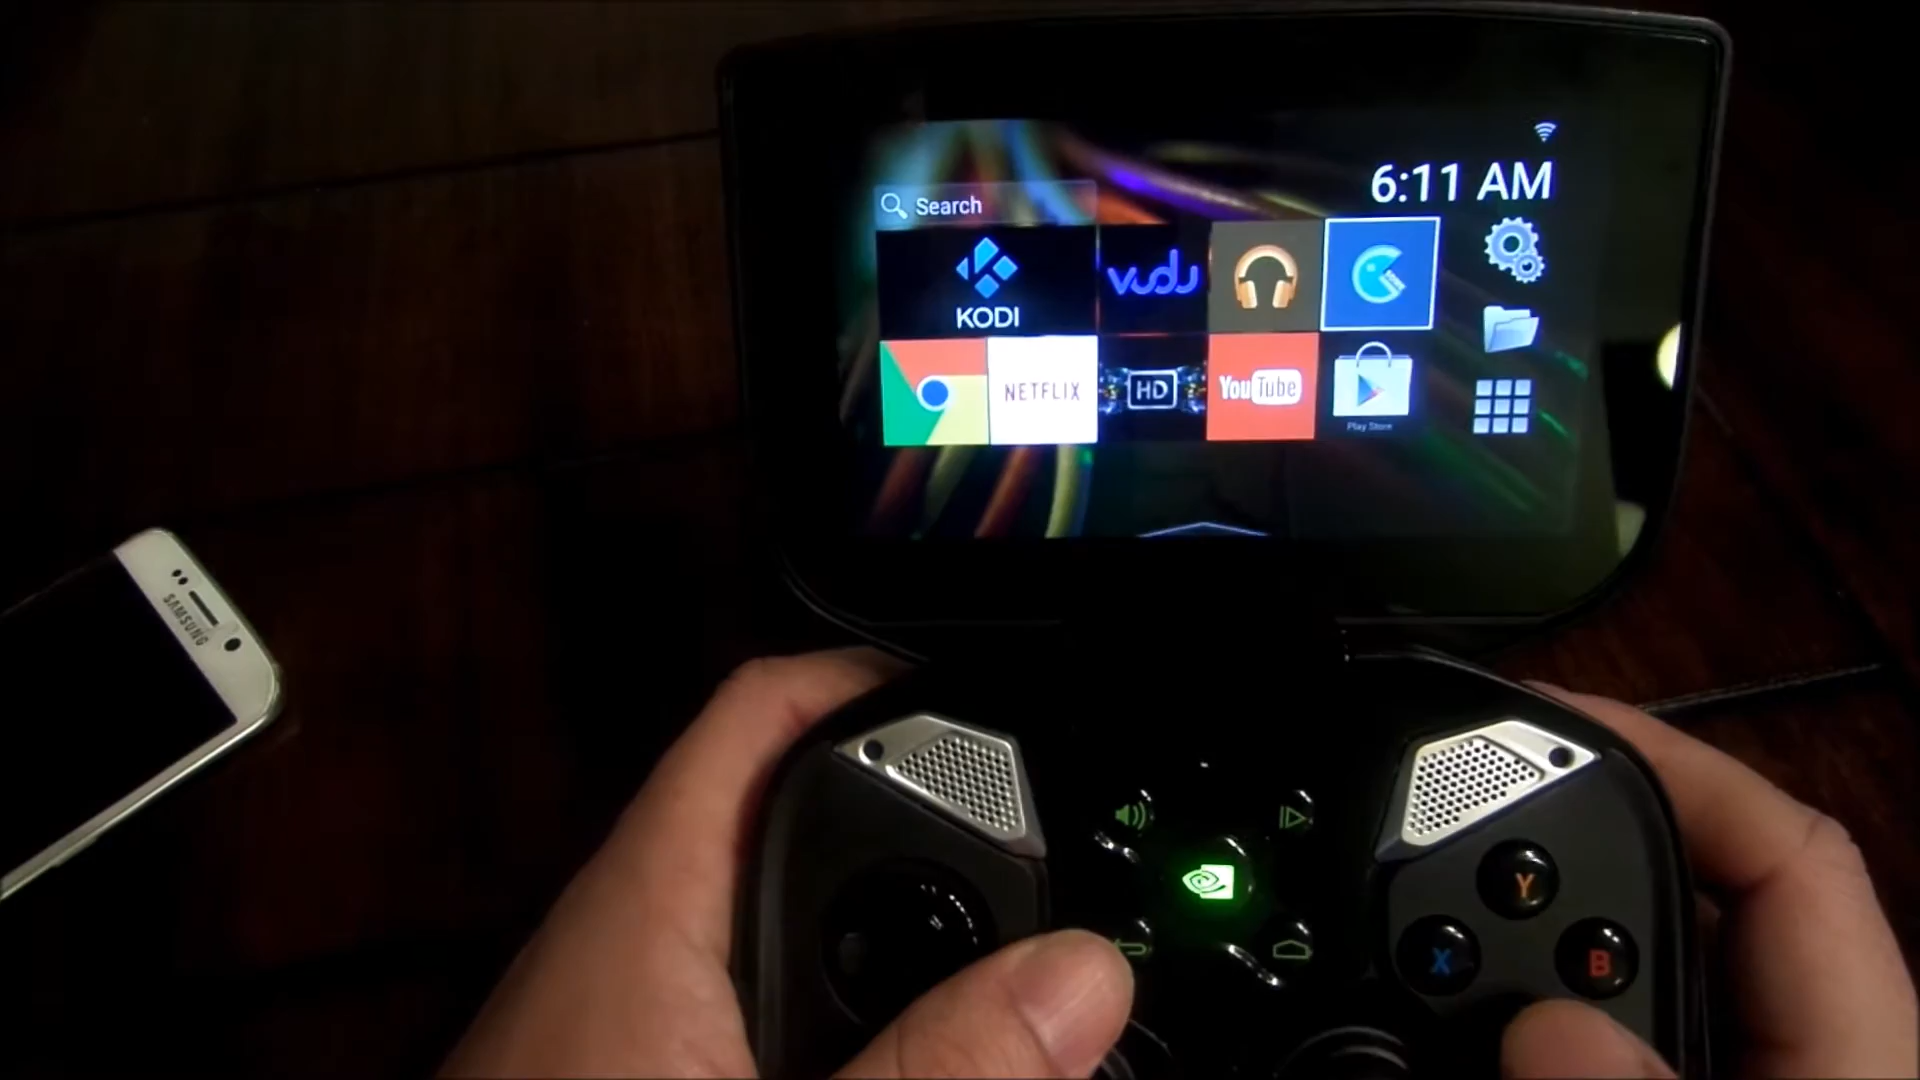 6:11 AM
Search
KODI
vudu
NETFLIX
HD
YouTube
Play Store
SAMSUNG
Y
X
B